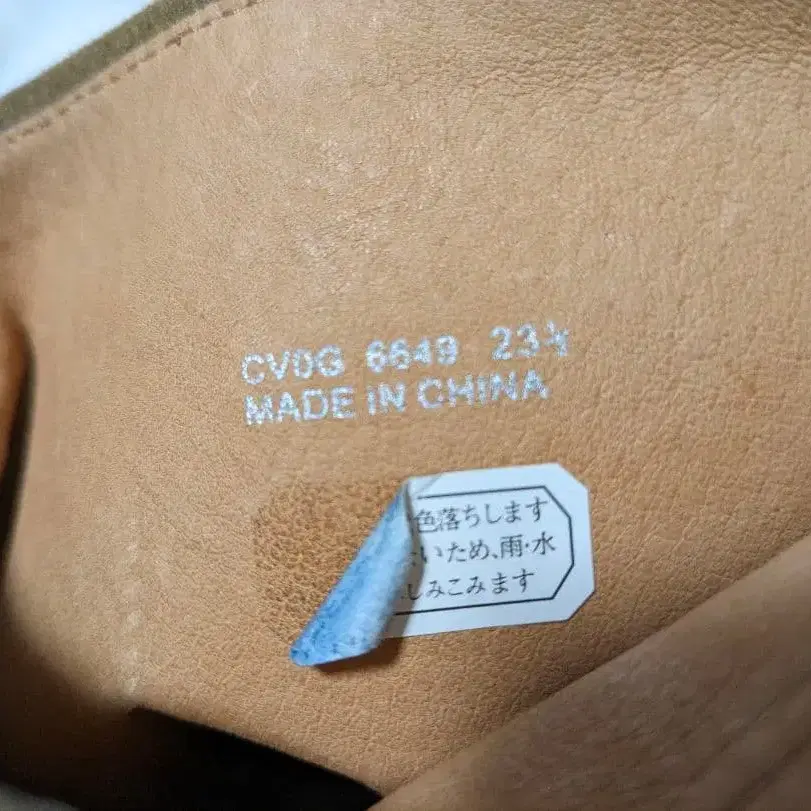 CV0G 6649 23½
MADE IN CHINA
色落ちします
いため、雨・水
しみこみます